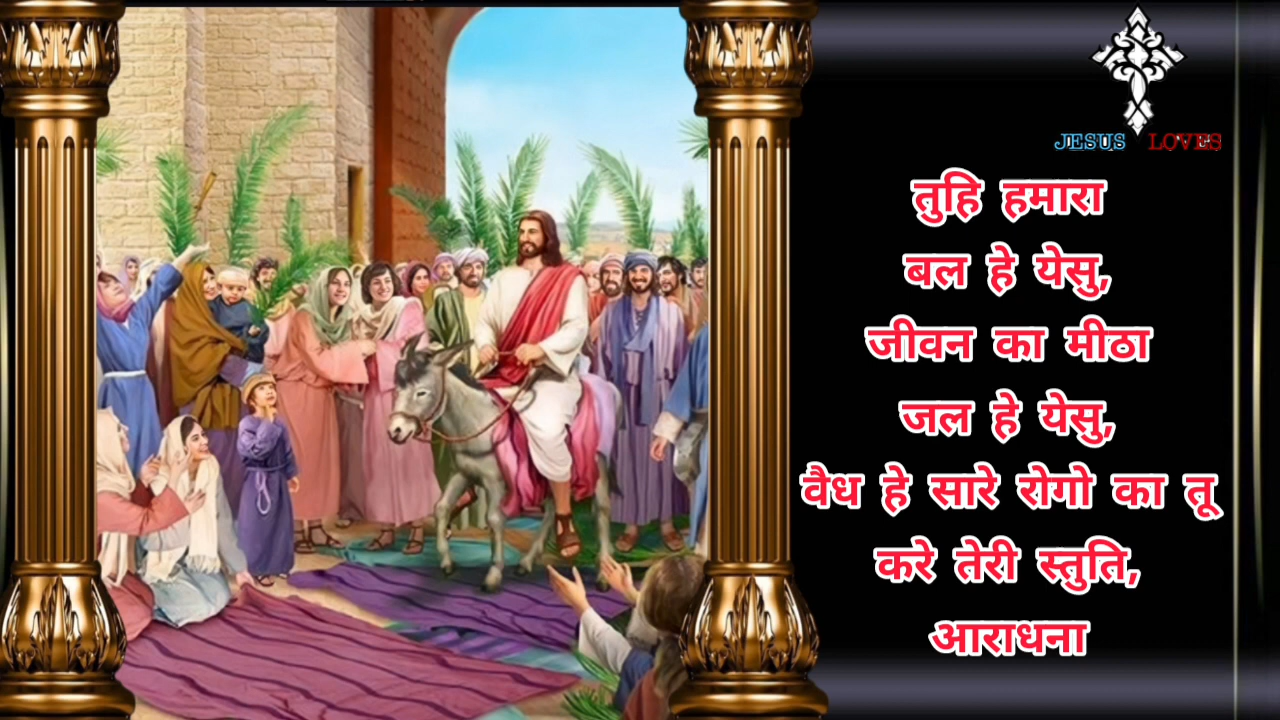 JESUS LOVES
तुहि हमारा
बल हे येसु,
जीवन का मीठा
जल हे येसु,
वैध हे सारे रोगो का तू
करे तेरी स्तुति,
आराधना